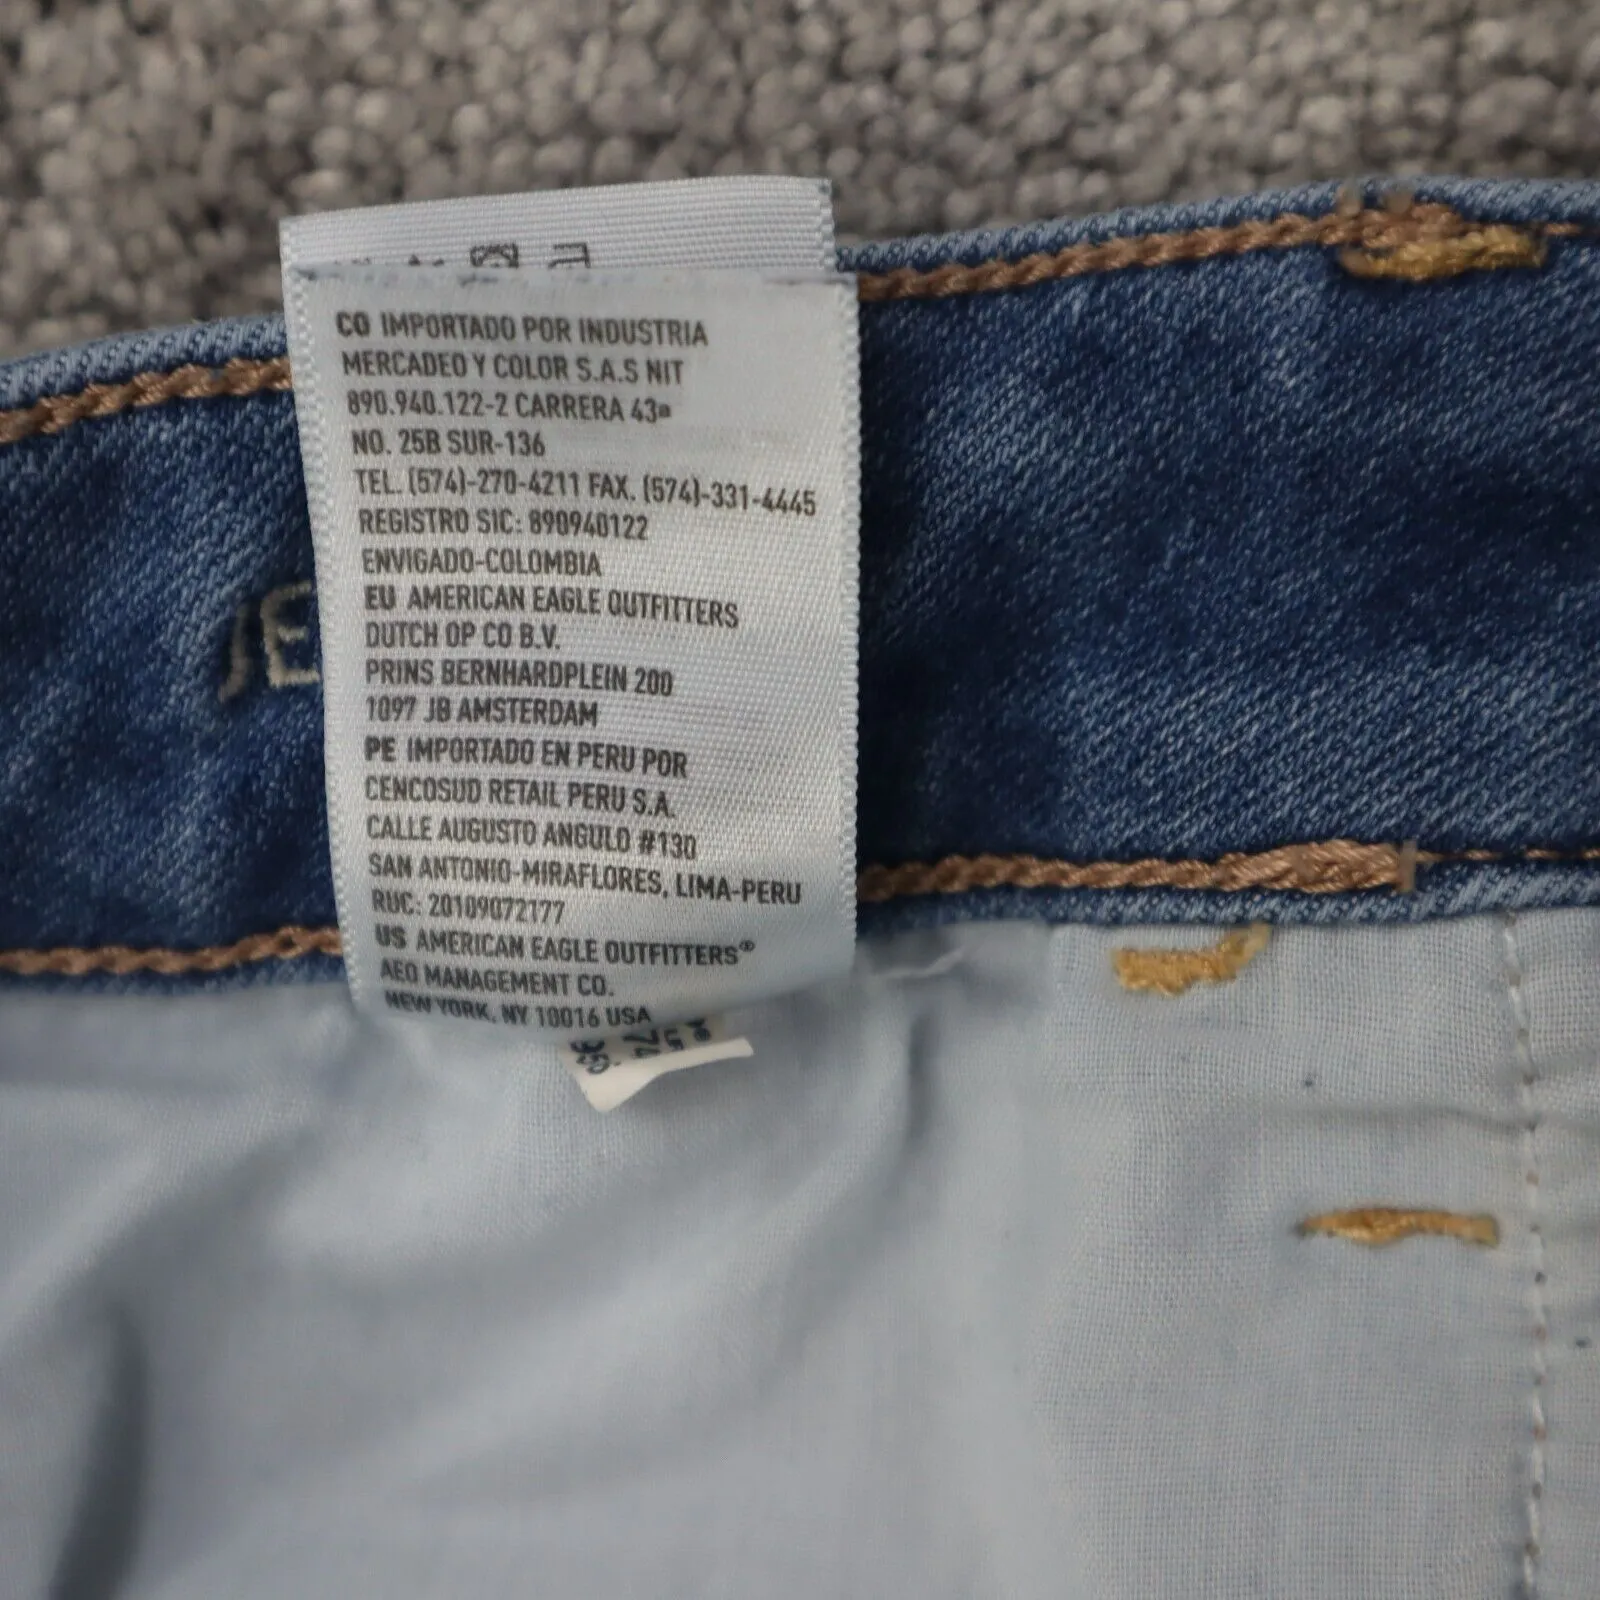 CO IMPORTADO POR INDUSTRIA
MERCADEO Y COLOR S.A.S NIT
890.940.122-2 CARRERA 43a
NO. 25B SUR-136
TEL. (574)-270-4211 FAX. (574)-331-4445
REGISTRO SIC: 890940122
ENVIGADO-COLOMBIA
EU AMERICAN EAGLE OUTFITTERS
DUTCH OP CO B.V.
PRINS BERNHARDPLEIN 200
1097 JB AMSTERDAM
PE IMPORTADO EN PERU POR
CENCOSUD RETAIL PERU S.A.
CALLE AUGUSTO ANGULO #130
SAN ANTONIO-MIRAFLORES, LIMA-PERU
RUC: 20109072177
US AMERICAN EAGLE OUTFITTERS®
AEO MANAGEMENT CO.
NEW YORK, NY 10016 USA
JE